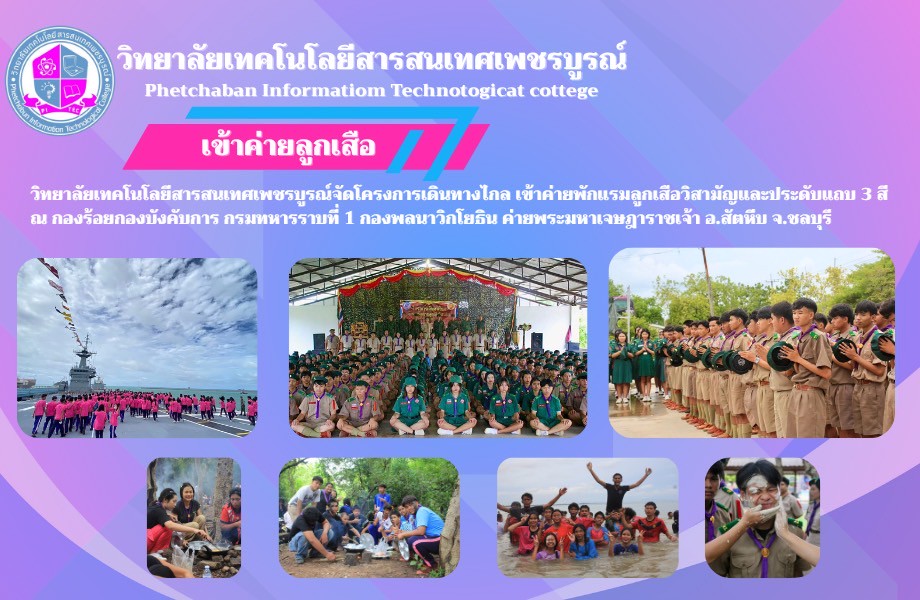 วิทยาลัยเทคโนโลยีสารสนเทศเพชรบูรณ์
Phetchaban Informatiom Technotogicat cottege
เข้าค่ายลูกเสือ
วิทยาลัยเทคโนโลยีสารสนเทศเพชรบูรณ์จัดโครงการเดินทางไกล เข้าค่ายพักแรมลูกเสือวิสามัญและประดับแถบ 3 สี
ณ กองร้อยกองบังคับการ กรมทหารราบที่ 1 กองพลนาวิกโยธิน ค่ายพระมหาเจษฎาราชเจ้า อ.สัตหีบ จ.ชลบุรี